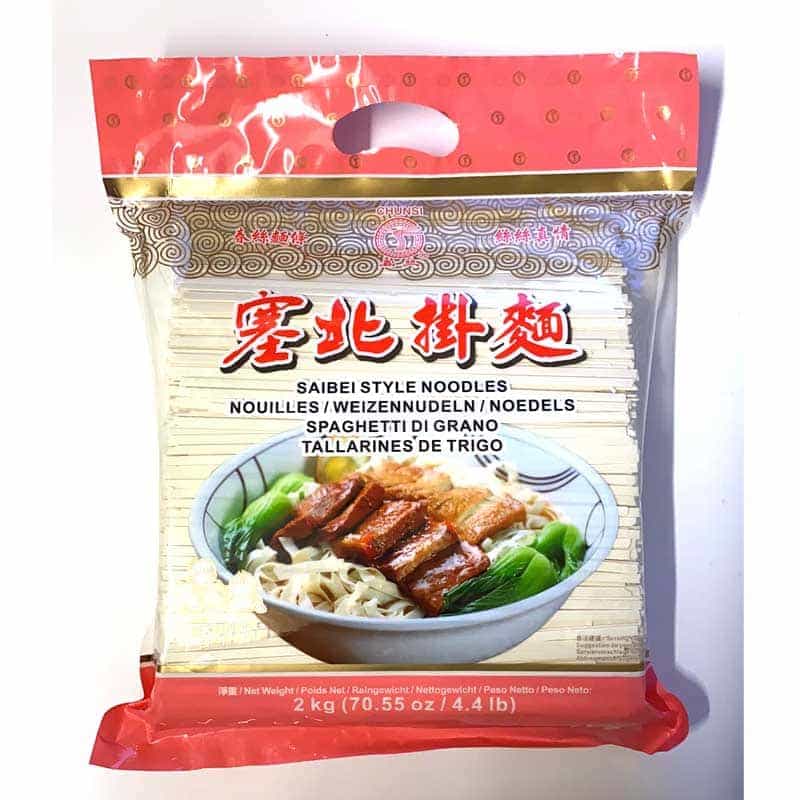 CHUNSI
春絲麵傳
絲絲真情
塞北掛麵
SAIBEI STYLE NOODLES
NOUILLES / WEIZENNUDELN / NOEDELS
SPAGHETTI DI GRANO
TALLARINES DE TRIGO
淨重 / Net Weight / Poids Net / Raingewicht / Nettogewicht / Peso Netto / Peso Neto:
2 kg (70.55 oz / 4.4 lb)